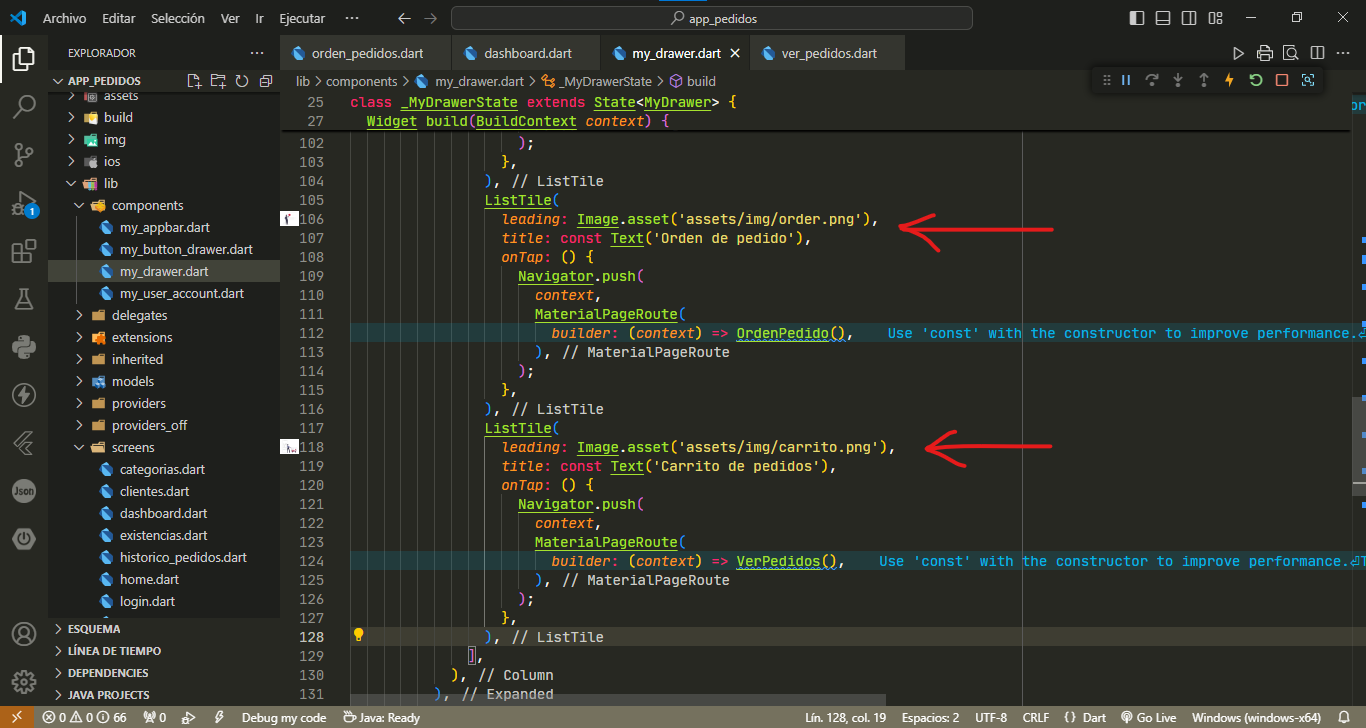 Archivo Editar Selección Ver Ir Ejecutar ··· app_pedidos
EXPLORADOR ···
orden_pedidos.dart dashboard.dart my_drawer.dart ver_pedidos.dart
APP_PEDIDOS
lib > components > my_drawer.dart > _MyDrawerState > build
assets
build
img
ios
lib
components
my_appbar.dart
my_button_drawer.dart
my_drawer.dart
my_user_account.dart
delegates
extensions
inherited
models
providers
providers_off
screens
categorias.dart
clientes.dart
dashboard.dart
existencias.dart
historico_pedidos.dart
home.dart
login.dart
ESQUEMA
LÍNEA DE TIEMPO
DEPENDENCIES
JAVA PROJECTS
1
Json
25 class _MyDrawerState extends State<MyDrawer> {
27 Widget build(BuildContext context) {
102 );
103 },
104 ), // ListTile
105 ListTile(
106 leading: Image.asset('assets/img/order.png'),
107 title: const Text('Orden de pedido'),
108 onTap: () {
109 Navigator.push(
110 context,
111 MaterialPageRoute(
112 builder: (context) => OrdenPedido(), Use 'const' with the constructor to improve performance.
113 ), // MaterialPageRoute
114 );
115 },
116 ), // ListTile
117 ListTile(
118 leading: Image.asset('assets/img/carrito.png'),
119 title: const Text('Carrito de pedidos'),
120 onTap: () {
121 Navigator.push(
122 context,
123 MaterialPageRoute(
124 builder: (context) => VerPedidos(), Use 'const' with the constructor to improve performance.
125 ), // MaterialPageRoute
126 );
127 },
128 ), // ListTile
129 ],
130 ), // Column
131 ), // Expanded
0 0 66 0 Debug my code Java: Ready Lín. 128, col. 19 Espacios: 2 UTF-8 CRLF {} Dart Go Live Windows (windows-x64)